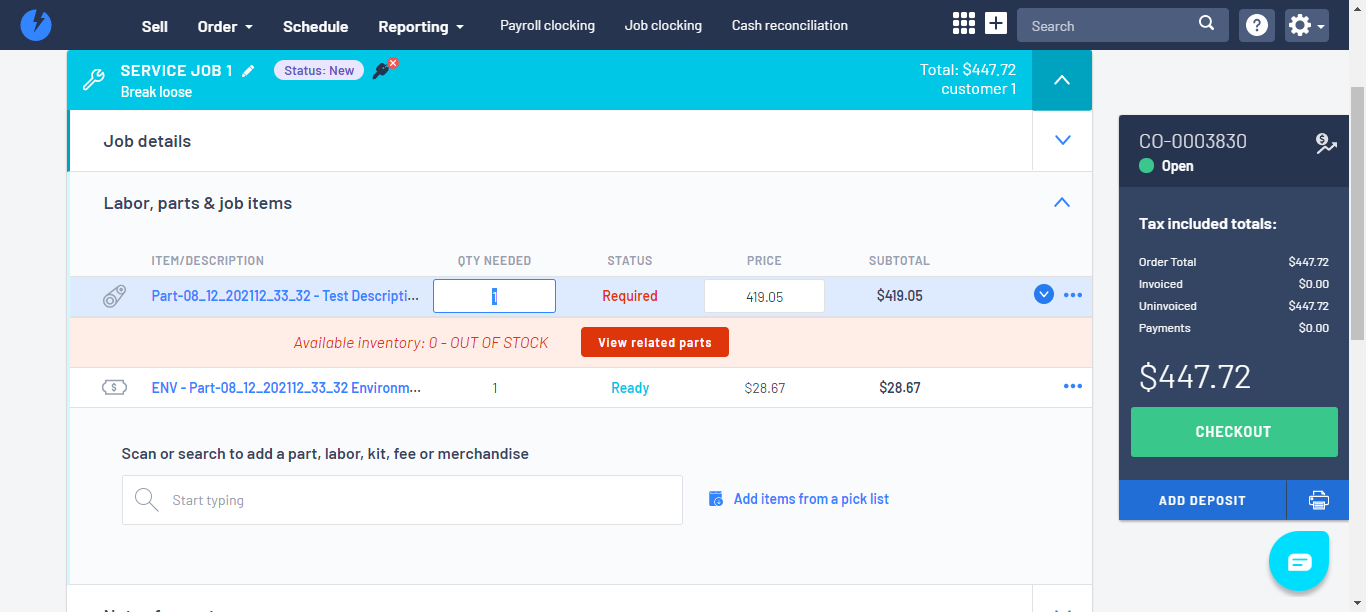 Sell Order Schedule Reporting Payroll clocking Job clocking Cash reconciliation Search
SERVICE JOB 1 Status: New Total: $447.72
Break loose customer 1
Job details
Labor, parts & job items
ITEM/DESCRIPTION QTY NEEDED STATUS PRICE SUBTOTAL
Part-08_12_202112_33_32 - Test Descripti... 1 Required 419.05 $419.05
Available inventory: 0 - OUT OF STOCK View related parts
ENV - Part-08_12_202112_33_32 Environm... 1 Ready $28.67 $28.67
Scan or search to add a part, labor, kit, fee or merchandise
Start typing Add items from a pick list
CO-0003830
Open
Tax included totals:
Order Total $447.72
Invoiced $0.00
Uninvoiced $447.72
Payments $0.00
$447.72
CHECKOUT
ADD DEPOSIT